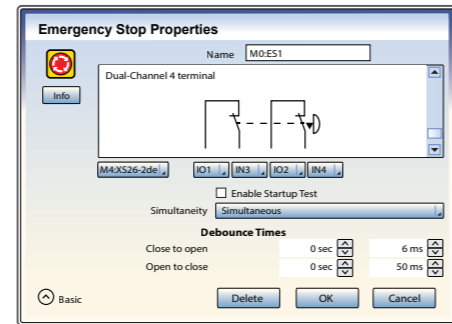 Emergency Stop Properties
Name M0:ES1
Info
Dual-Channel 4 terminal
M4:XS26-2de IO1 IN3 IO2 IN4
Enable Startup Test
Simultaneity Simultaneous
Debounce Times
Close to open 0 sec 6 ms
Open to close 0 sec 50 ms
Basic Delete OK Cancel